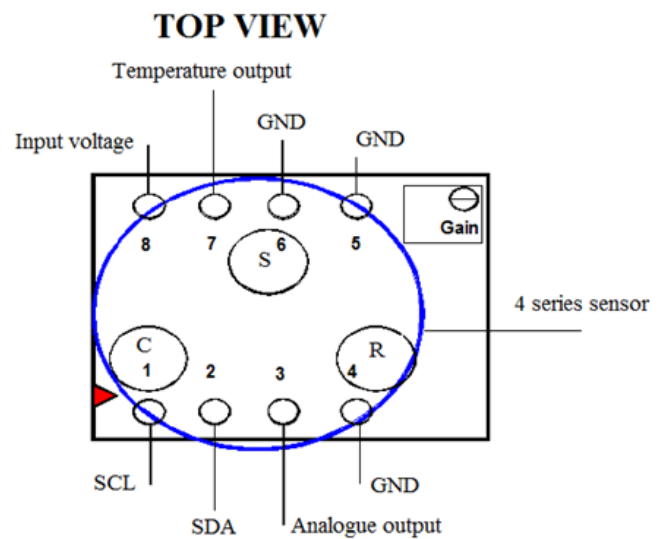 TOP VIEW
Temperature output
GND
Input voltage
GND
Gain
8
7
6
5
S
4 series sensor
C
R
1
2
3
4
SCL
GND
SDA
Analogue output